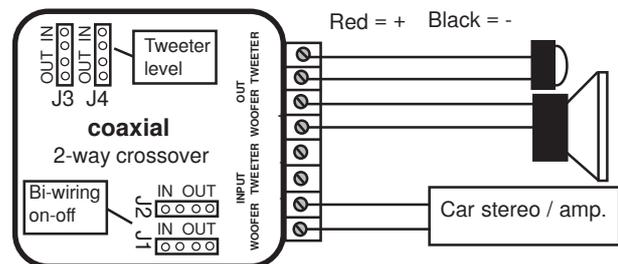 Red = + Black = -
OUT IN
OUT IN
J3 J4
Tweeter
level
coaxial
2-way crossover
Bi-wiring
on-off
J2 IN OUT
J1 IN OUT
OUT
WOOFER TWEETER
INPUT
WOOFER TWEETER
Car stereo / amp.